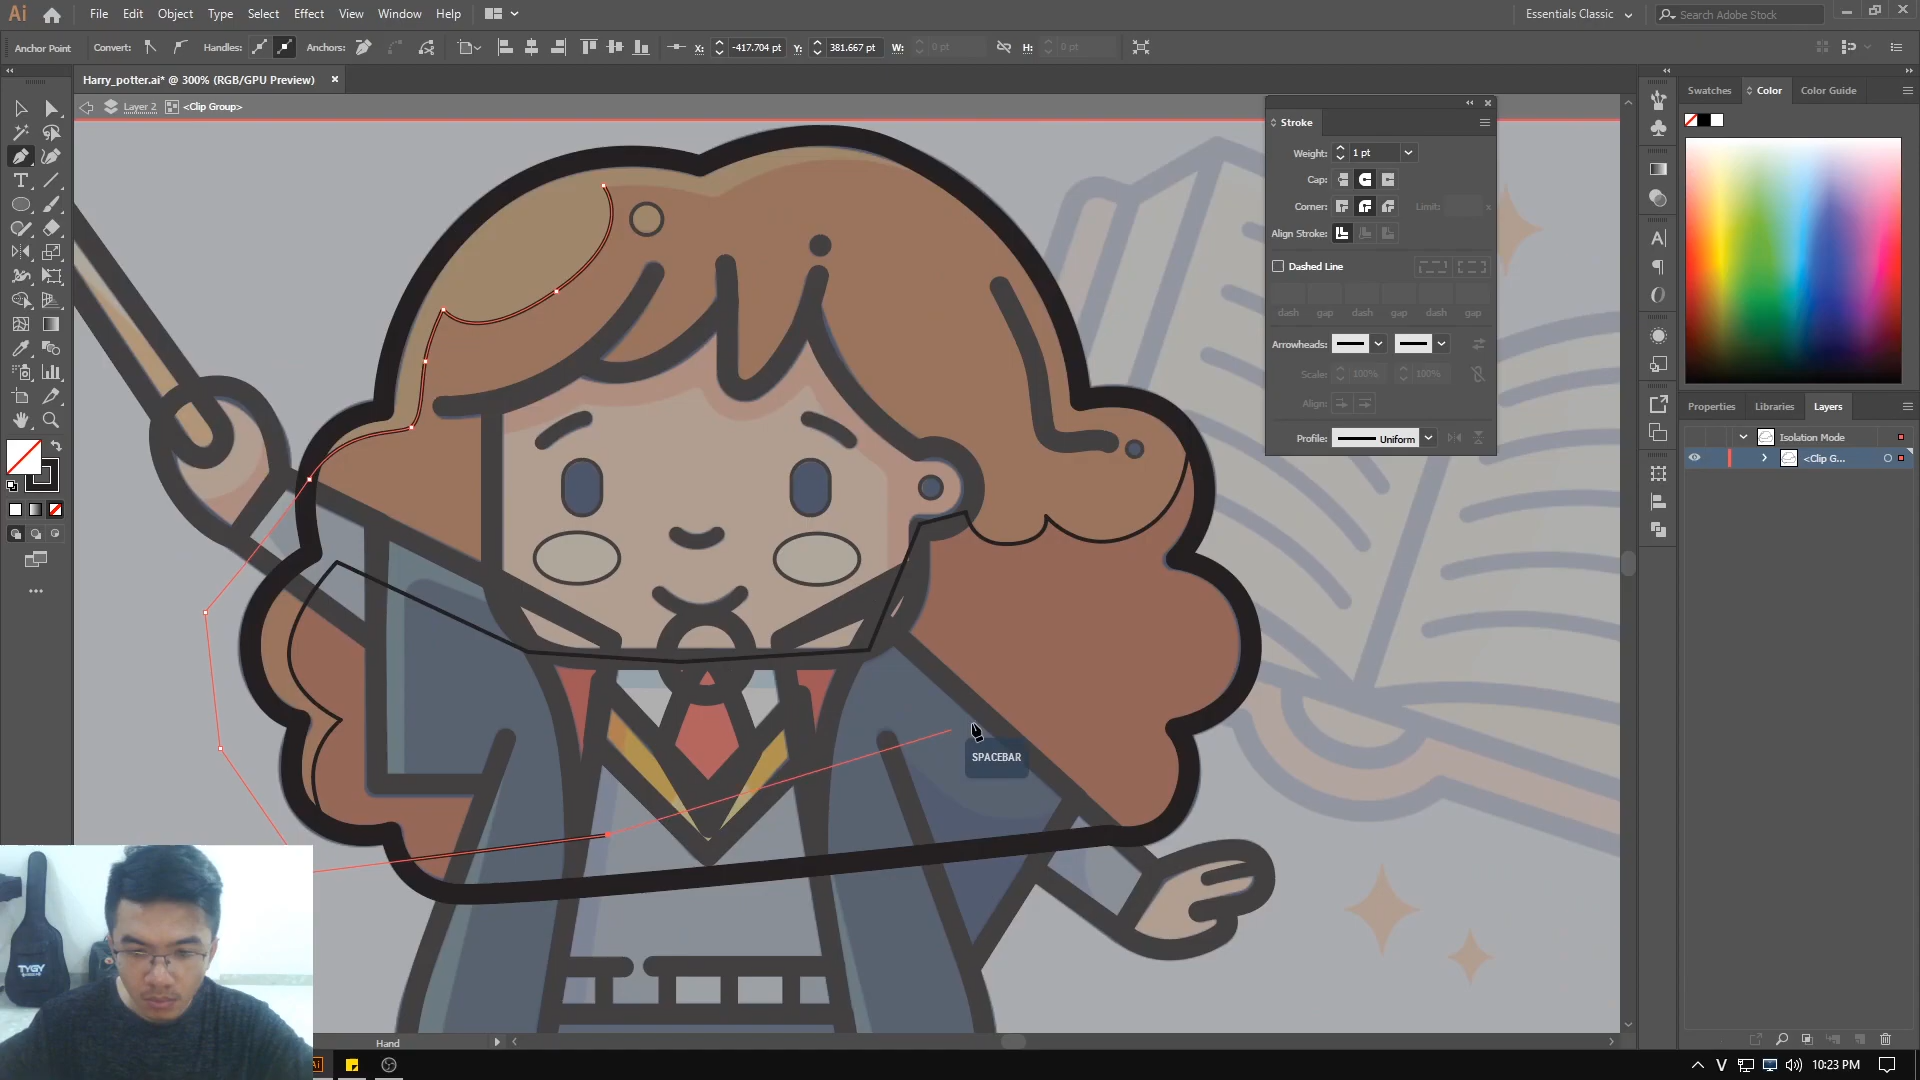 Ai File Edit Object Type Select Effect View Window Help Essentials Classic Search Adobe Stock
Anchor Point Convert: Handles: Anchors: X: -417.704 pt Y: 381.667 pt W: 0 pt H: 0 pt
Harry_potter.ai* @ 300% (RGB/GPU Preview)
Layer 2 <Clip Group>
Swatches Color Color Guide
Stroke
Weight: 1 pt
Cap:
Corner: Limit: x
Align Stroke:
Dashed Line
dash gap dash gap dash gap
Arrowheads:
Scale: 100% 100%
Align:
Profile: Uniform
Properties Libraries Layers
Isolation Mode
<Clip G...
SPACEBAR
TYGY
Hand
Ai
V 10:23 PM